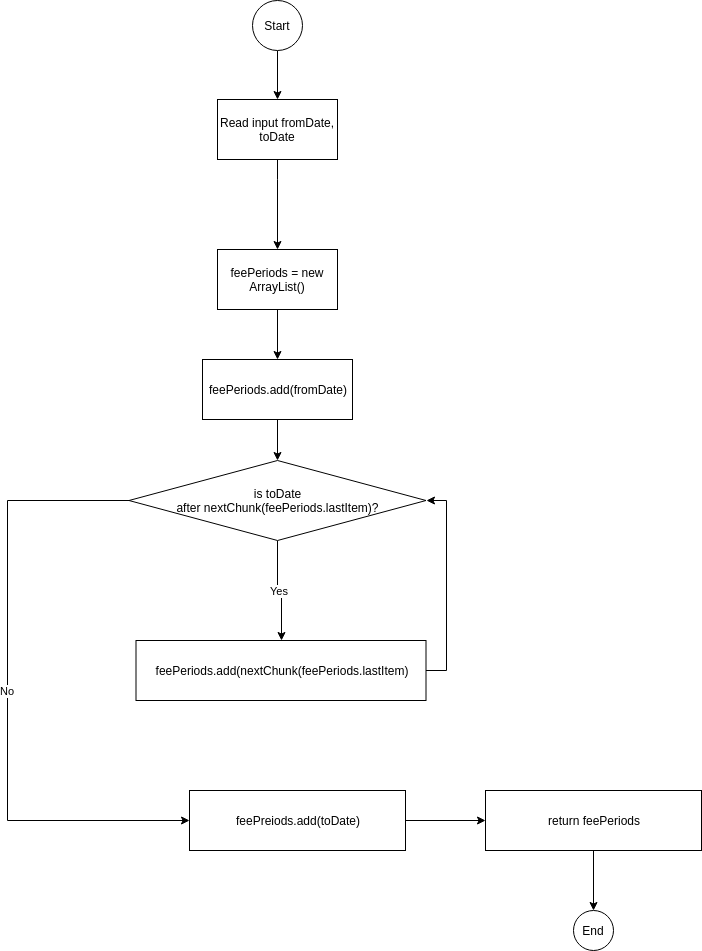 Start
Read input fromDate,
toDate
feePeriods = new
ArrayList()
feePeriods.add(fromDate)
is toDate
after nextChunk(feePeriods.lastItem)?
Yes
feePeriods.add(nextChunk(feePeriods.lastItem)
No
feePreiods.add(toDate)
return feePeriods
End